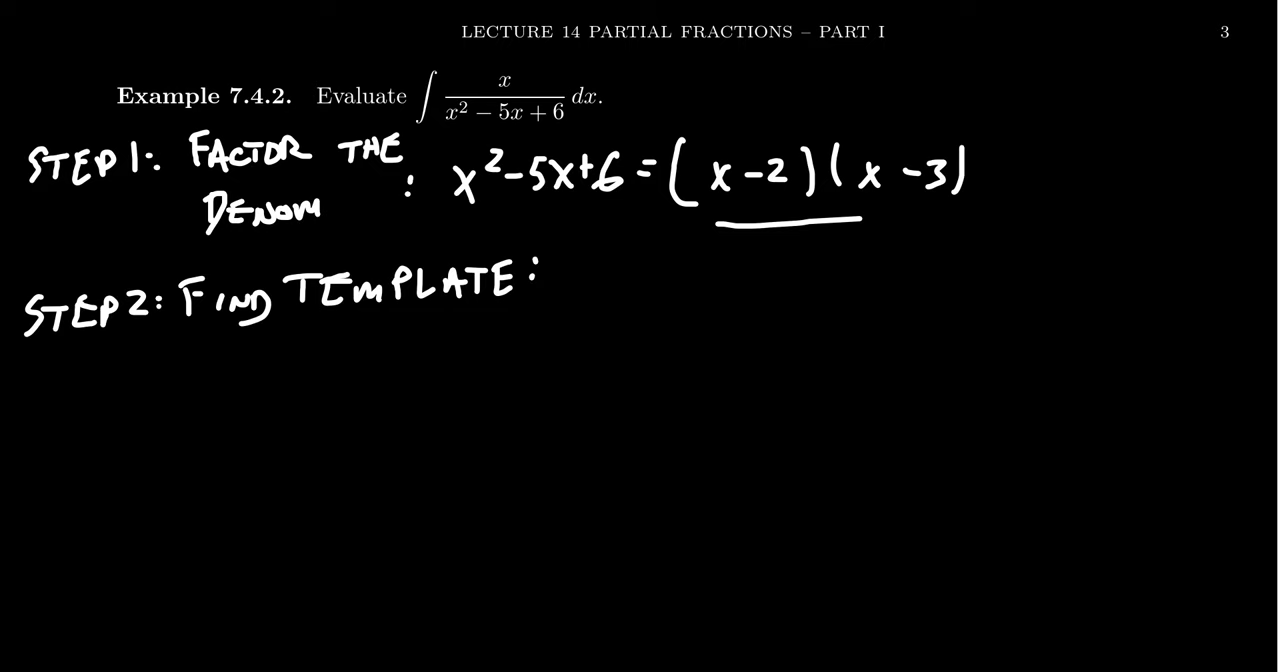 LECTURE 14 PARTIAL FRACTIONS – PART I 3
Example 7.4.2. Evaluate ∫ x / (x² − 5x + 6) dx.
STEP 1: FACTOR THE DENOM : x² - 5x + 6 = (x - 2)(x - 3)
STEP 2: FIND TEMPLATE: